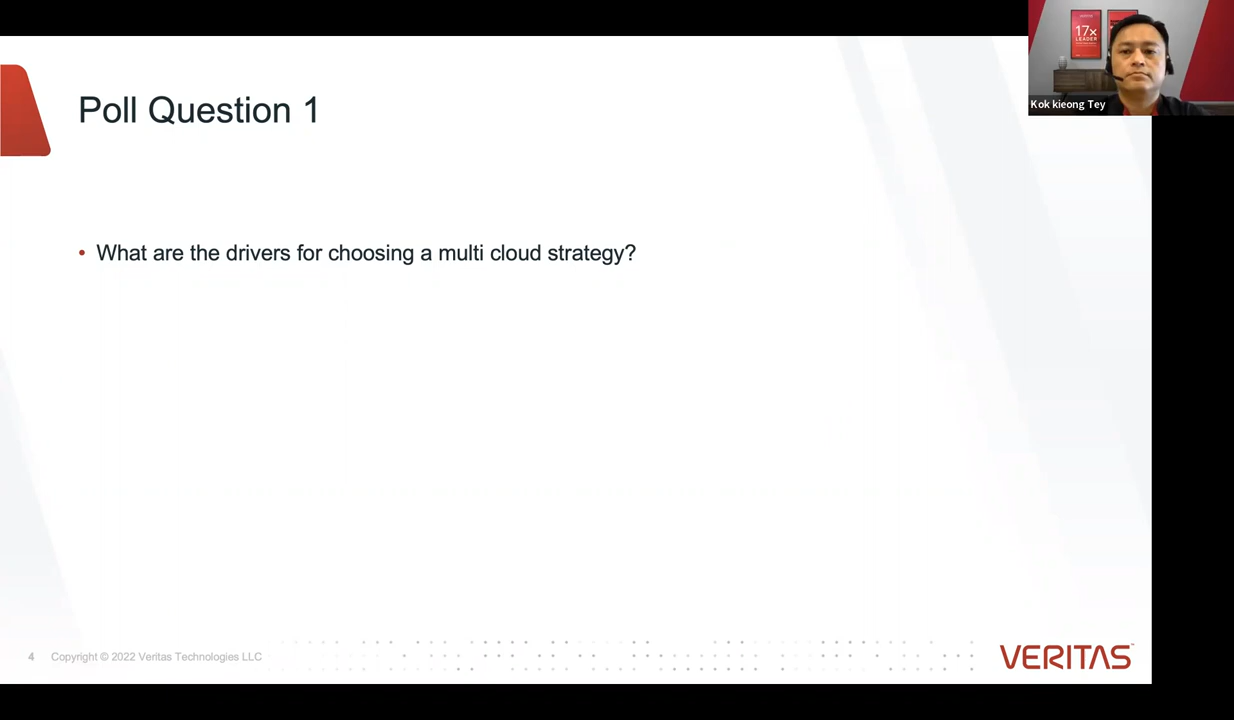 17x
LEADER
Kok kieong Tey
Poll Question 1
• What are the drivers for choosing a multi cloud strategy?
4 Copyright © 2022 Veritas Technologies LLC
VERITAS™